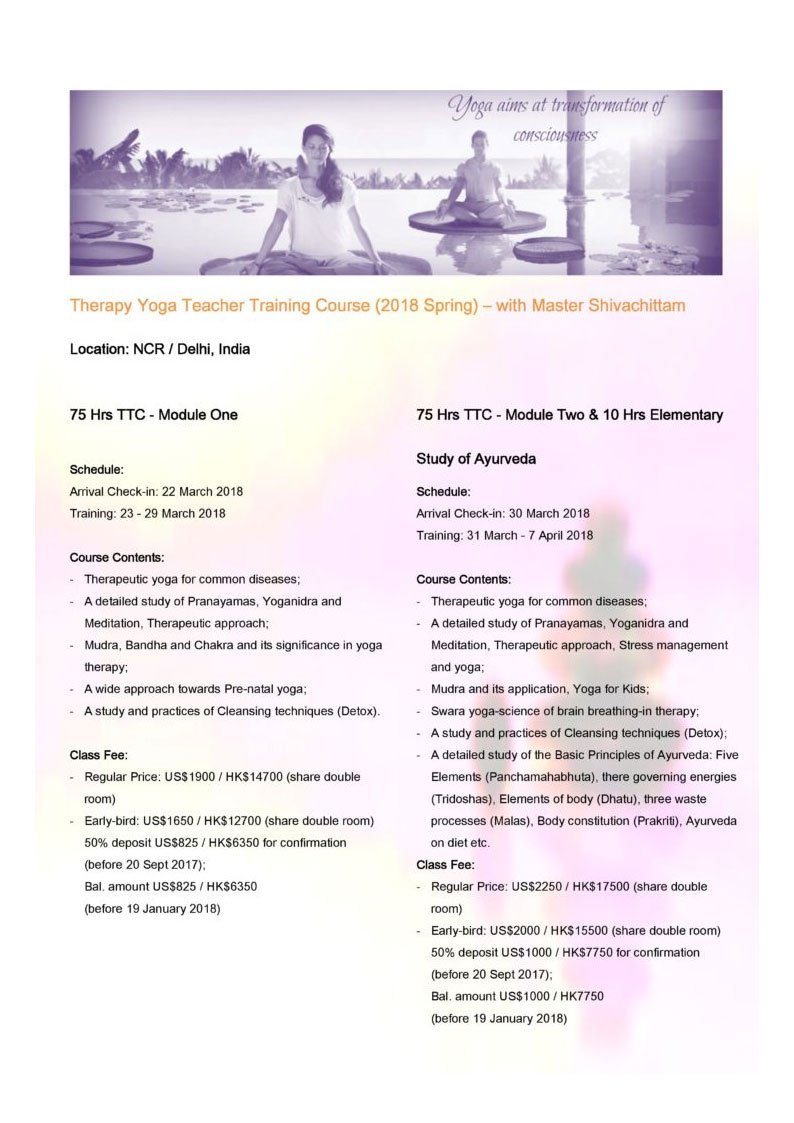 Yoga aims at transformation of
consciousness
Therapy Yoga Teacher Training Course (2018 Spring) – with Master Shivachittam
Location: NCR / Delhi, India
75 Hrs TTC - Module One
Schedule:
Arrival Check-in: 22 March 2018
Training: 23 - 29 March 2018
Course Contents:
- Therapeutic yoga for common diseases;
- A detailed study of Pranayamas, Yoganidra and
Meditation, Therapeutic approach;
- Mudra, Bandha and Chakra and its significance in yoga
therapy;
- A wide approach towards Pre-natal yoga;
- A study and practices of Cleansing techniques (Detox).
Class Fee:
- Regular Price: US$1900 / HK$14700 (share double
room)
- Early-bird: US$1650 / HK$12700 (share double room)
50% deposit US$825 / HK$6350 for confirmation
(before 20 Sept 2017);
Bal. amount US$825 / HK$6350
(before 19 January 2018)
75 Hrs TTC - Module Two & 10 Hrs Elementary
Study of Ayurveda
Schedule:
Arrival Check-in: 30 March 2018
Training: 31 March - 7 April 2018
Course Contents:
- Therapeutic yoga for common diseases;
- A detailed study of Pranayamas, Yoganidra and
Meditation, Therapeutic approach, Stress management
and yoga;
- Mudra and its application, Yoga for Kids;
- Swara yoga-science of brain breathing-in therapy;
- A study and practices of Cleansing techniques (Detox);
- A detailed study of the Basic Principles of Ayurveda: Five
Elements (Panchamahabhuta), there governing energies
(Tridoshas), Elements of body (Dhatu), three waste
processes (Malas), Body constitution (Prakriti), Ayurveda
on diet etc.
Class Fee:
- Regular Price: US$2250 / HK$17500 (share double
room)
- Early-bird: US$2000 / HK$15500 (share double room)
50% deposit US$1000 / HK$7750 for confirmation
(before 20 Sept 2017);
Bal. amount US$1000 / HK7750
(before 19 January 2018)